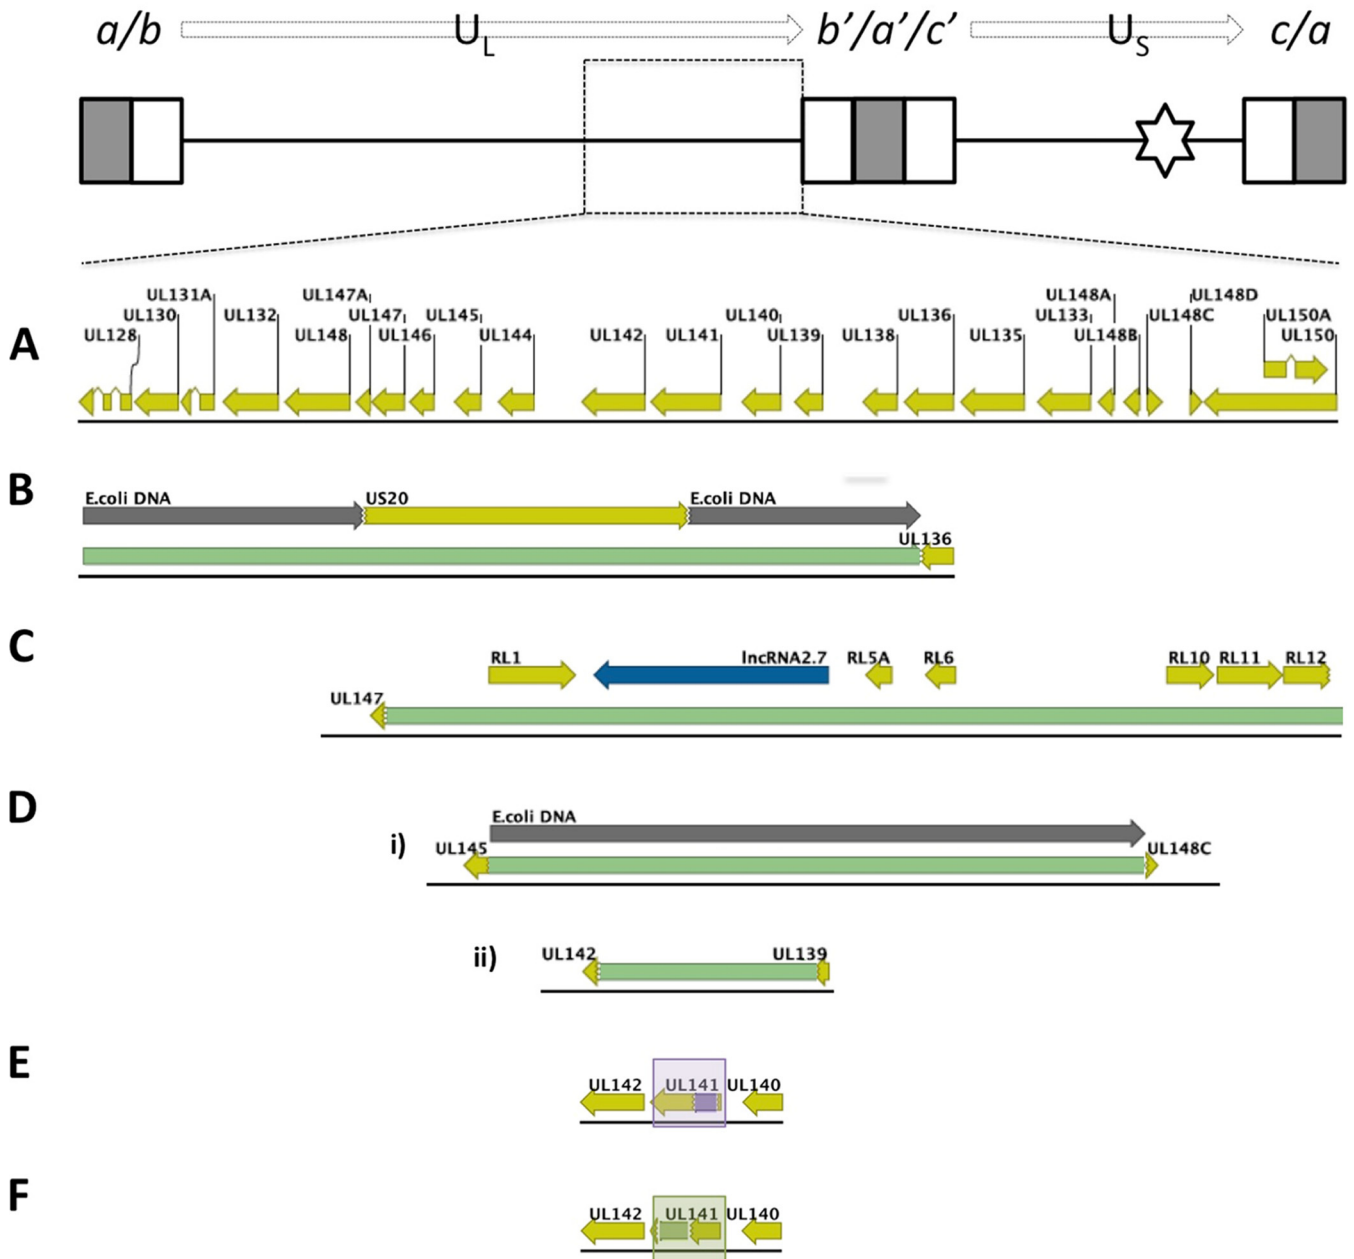 a/b U_L b’/a’/c’ U_S c/a
A
UL131A UL147A UL148A UL148D
UL130 UL132 UL147 UL145 UL140 UL136 UL133 UL148C UL150A
UL128 UL148 UL146 UL144 UL142 UL141 UL139 UL138 UL135 UL148B UL150
B
E.coli DNA US20 E.coli DNA
UL136
C
RL1 lncRNA2.7 RL5A RL6 RL10 RL11 RL12
UL147
D
E.coli DNA
i) UL145 UL148C
ii) UL142 UL139
E
UL142 UL141 UL140
F
UL142 UL141 UL140